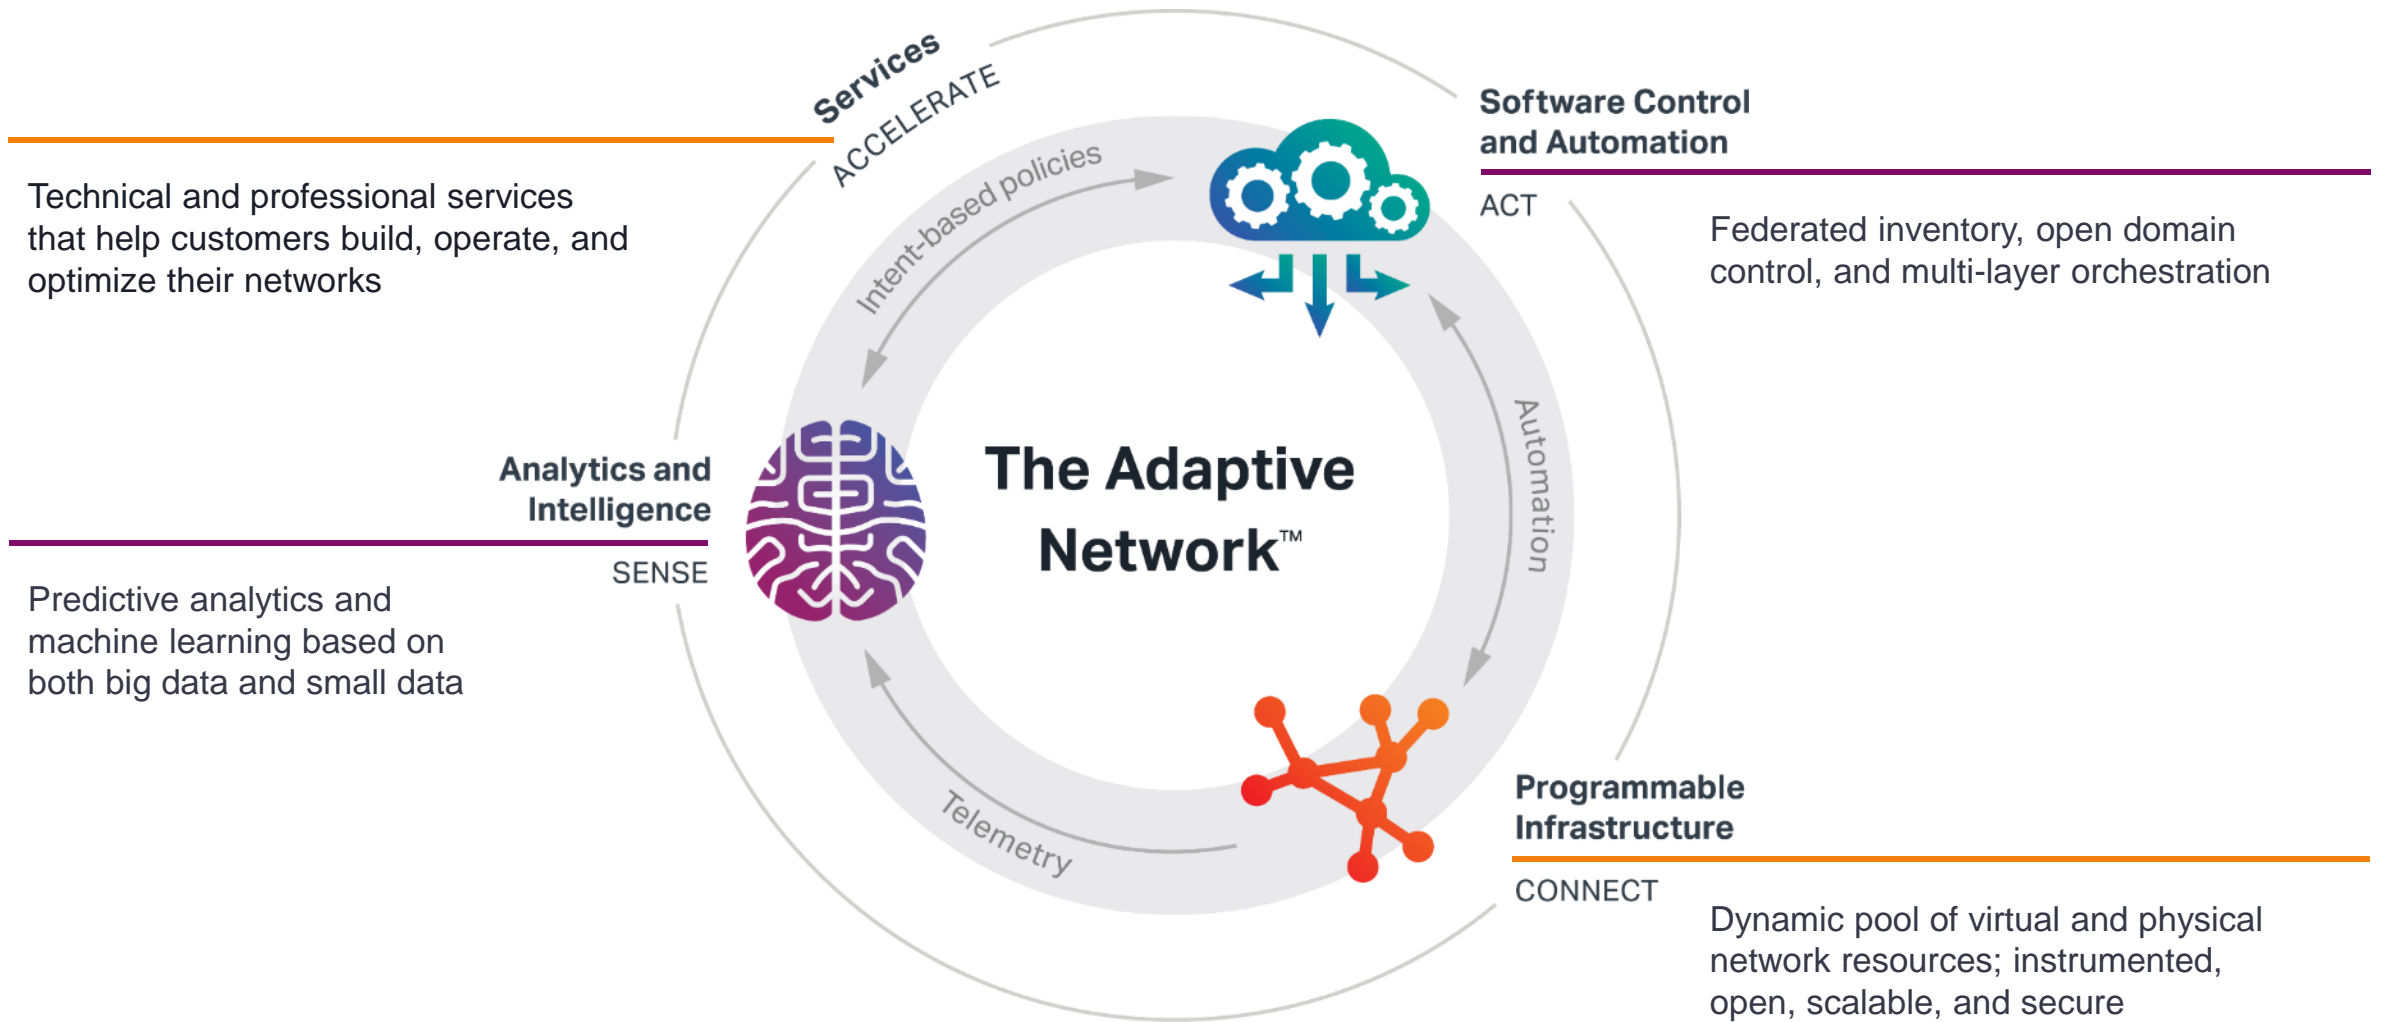 Services
ACCELERATE
Technical and professional services
that help customers build, operate, and
optimize their networks
Software Control
and Automation
ACT
Federated inventory, open domain
control, and multi-layer orchestration
Intent-based policies
Automation
Telemetry
The Adaptive
Network™
Analytics and
Intelligence
SENSE
Predictive analytics and
machine learning based on
both big data and small data
Programmable
Infrastructure
CONNECT
Dynamic pool of virtual and physical
network resources; instrumented,
open, scalable, and secure